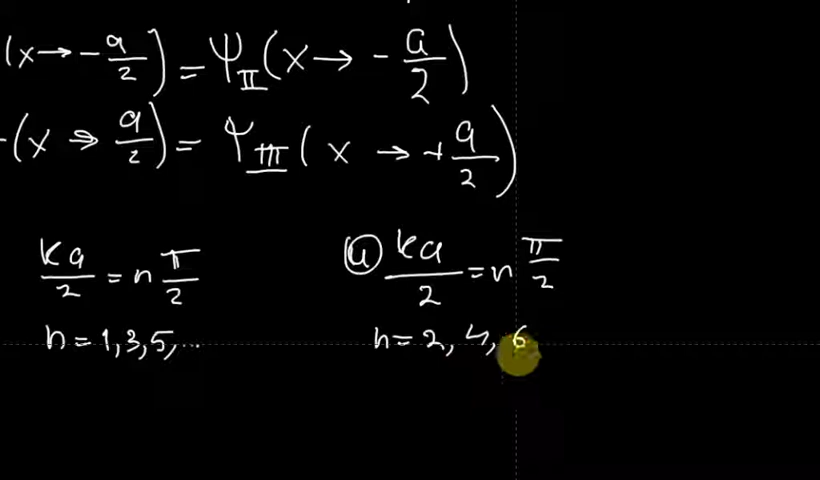 (x → -a/2) = Ψ_II (x → -a/2)
(x → a/2) = Ψ_III (x → +a/2)
ka/2 = n π/2 ka/2 = n π/2
n = 1, 3, 5, ... n = 2, 4, 6